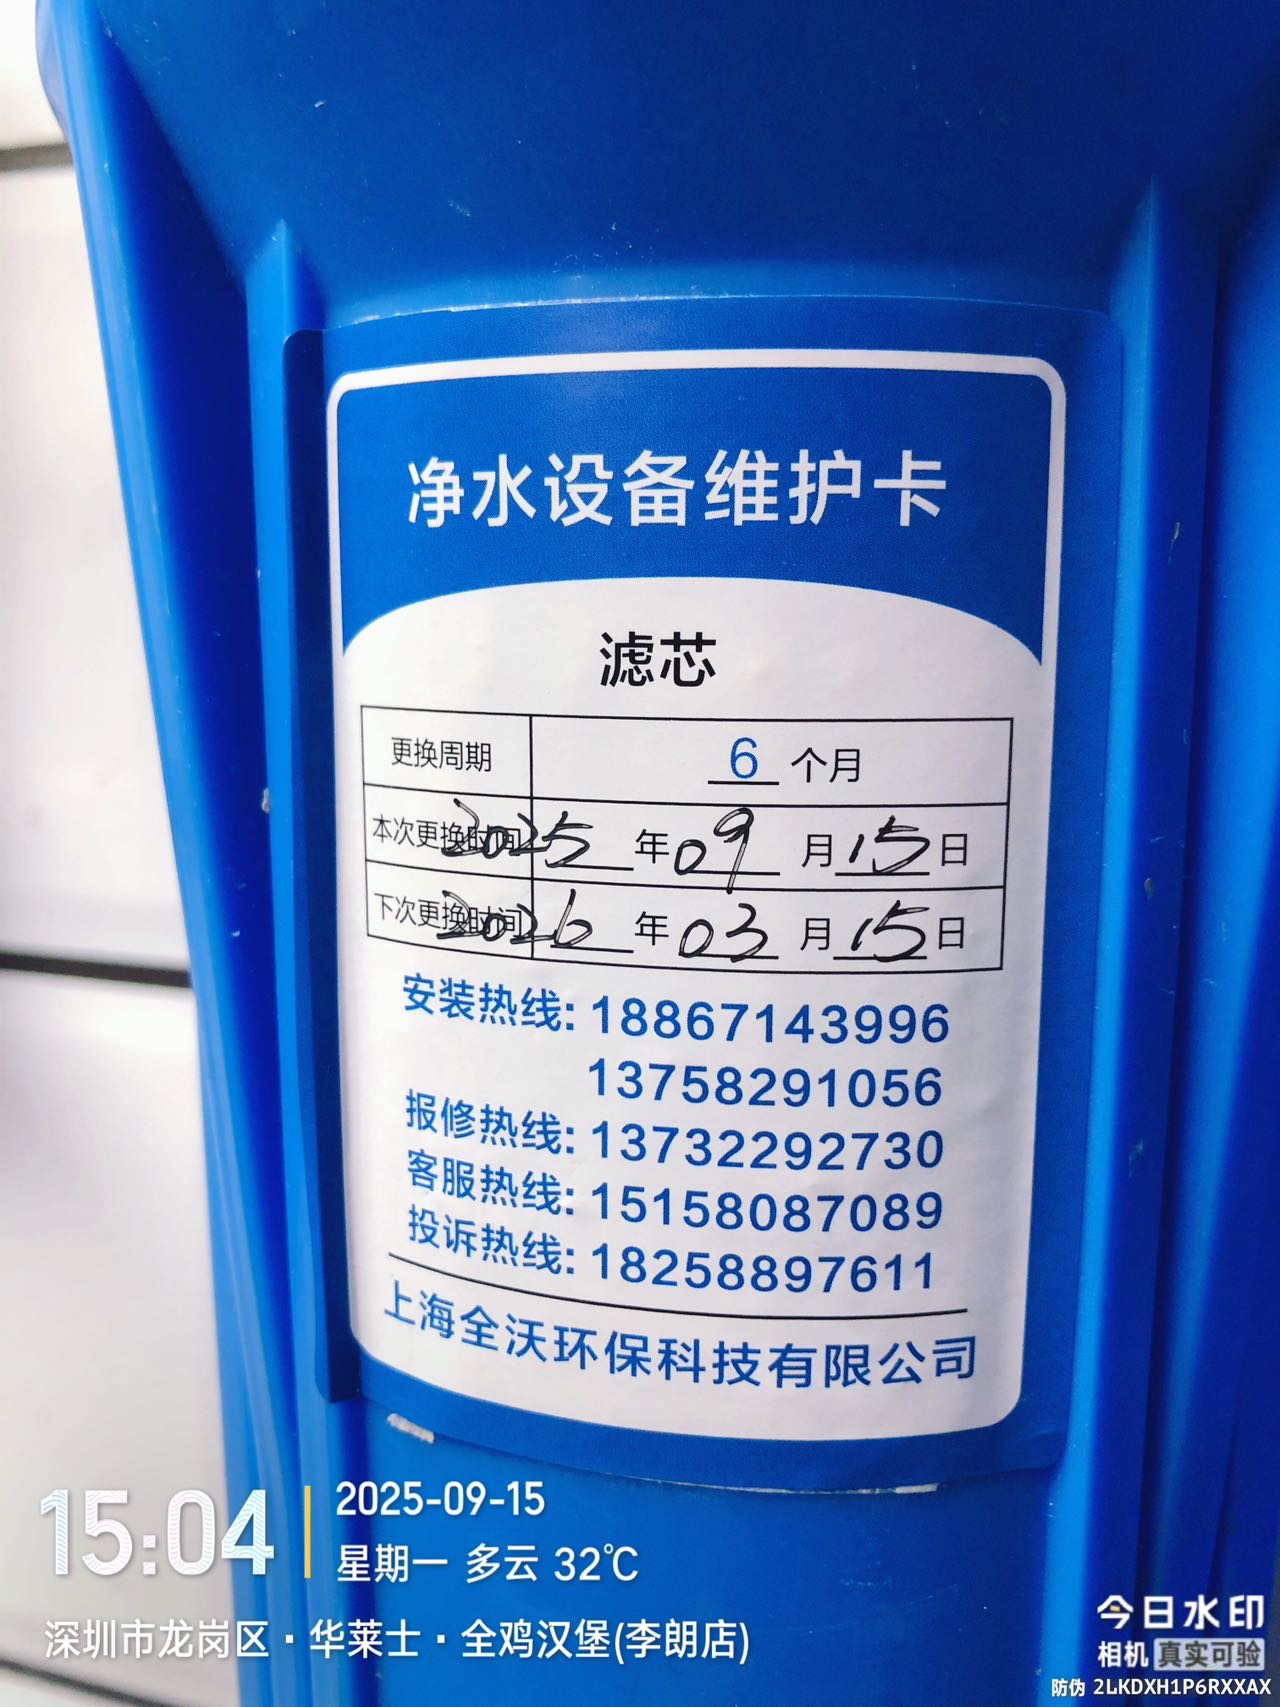 净水设备维护卡
滤芯
更换周期 6 个月
本次更换时间 2025 年 09 月 15 日
下次更换时间 2026 年 03 月 15 日
安装热线: 18867143996
13758291056
报修热线: 13732292730
客服热线: 15158087089
投诉热线: 18258897611
上海全沃环保科技有限公司
15:04
2025-09-15
星期一 多云 32℃
深圳市龙岗区·华莱士·全鸡汉堡(李朗店)
今日水印
相机 真实可验
防伪 2LKDXH1P6RXXAX